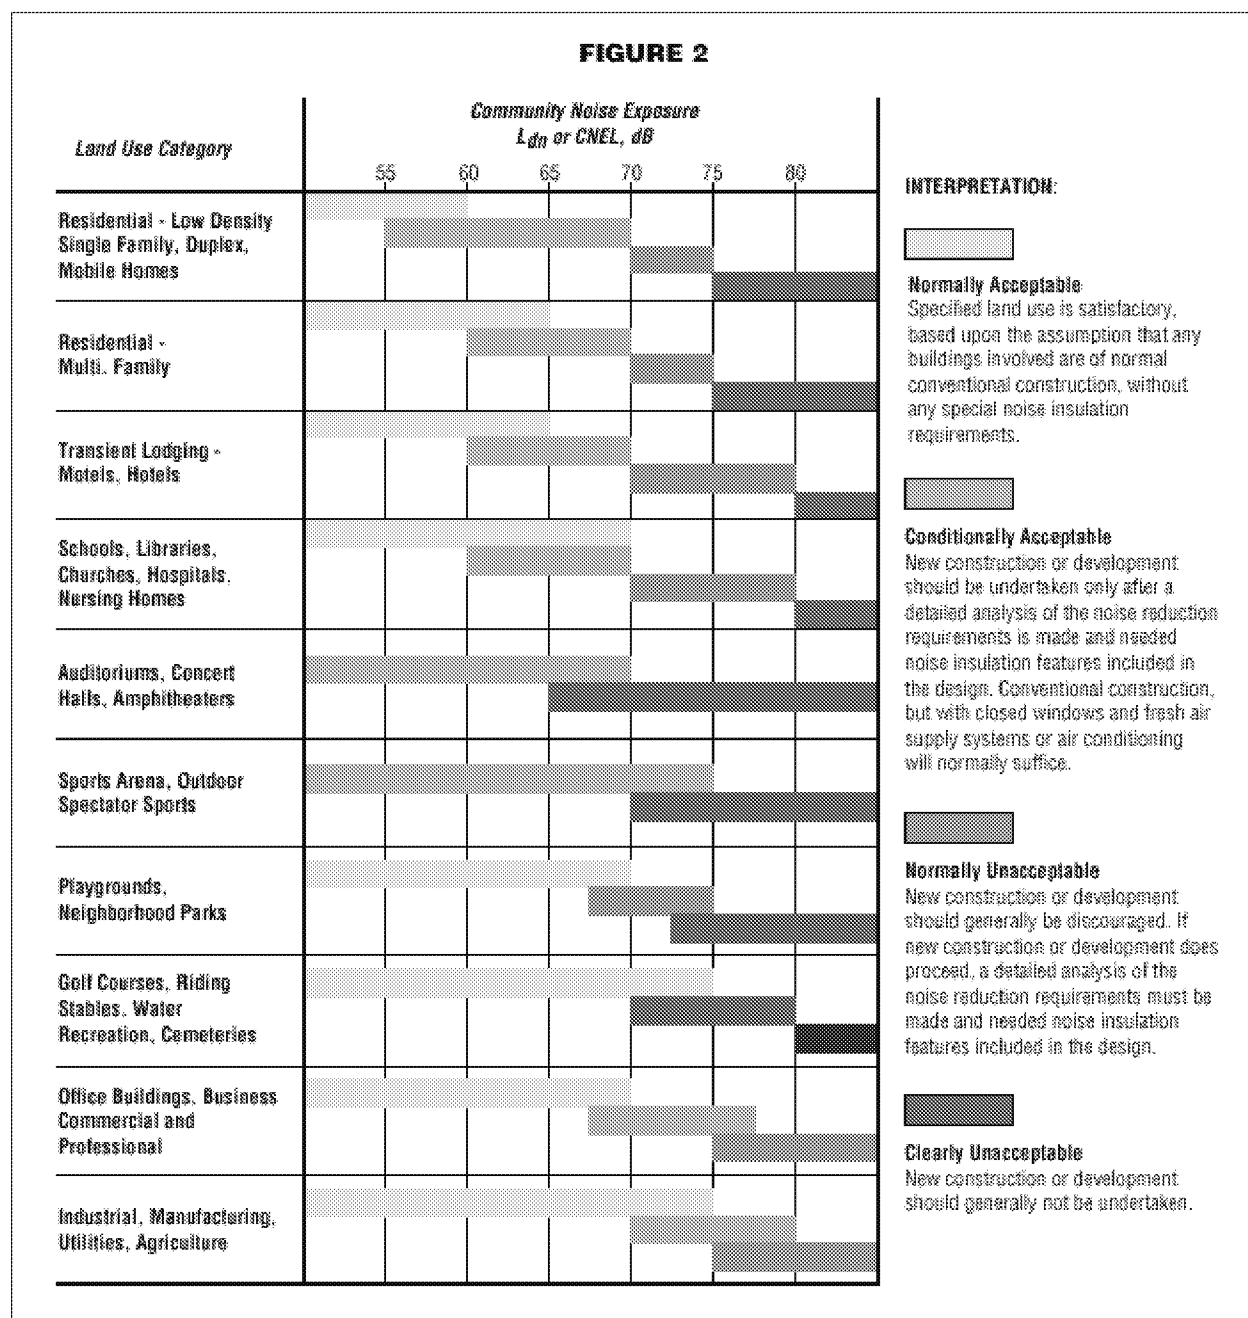 FIGURE 2
Community Noise Exposure
Ldn or CNEL, dB
Land Use Category
55 60 65 70 75 80
INTERPRETATION:
Residential - Low Density
Single Family, Duplex,
Mobile Homes
Residential -
Multi. Family
Transient Lodging -
Motels, Hotels
Schools, Libraries,
Churches, Hospitals,
Nursing Homes
Auditoriums, Concert
Halls, Amphitheaters
Sports Arena, Outdoor
Spectator Sports
Playgrounds,
Neighborhood Parks
Golf Courses, Riding
Stables, Water
Recreation, Cemeteries
Office Buildings, Business
Commercial and
Professional
Industrial, Manufacturing,
Utilities, Agriculture
Normally Acceptable
Specified land use is satisfactory,
based upon the assumption that any
buildings involved are of normal
conventional construction, without
any special noise insulation
requirements.
Conditionally Acceptable
New construction or development
should be undertaken only after a
detailed analysis of the noise reduction
requirements is made and needed
noise insulation features included in
the design. Conventional construction,
but with closed windows and fresh air
supply systems or air conditioning
will normally suffice.
Normally Unacceptable
New construction or development
should generally be discouraged. If
new construction or development does
proceed, a detailed analysis of the
noise reduction requirements must be
made and needed noise insulation
features included in the design.
Clearly Unacceptable
New construction or development
should generally not be undertaken.